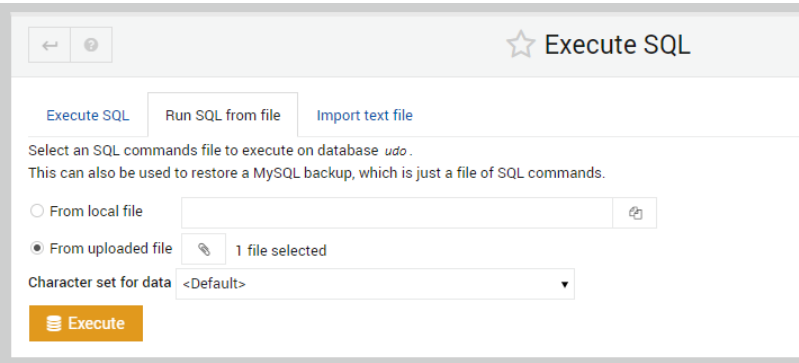 Execute SQL
Execute SQL Run SQL from file Import text file
Select an SQL commands file to execute on database udo.
This can also be used to restore a MySQL backup, which is just a file of SQL commands.
From local file
From uploaded file 1 file selected
Character set for data <Default>
Execute